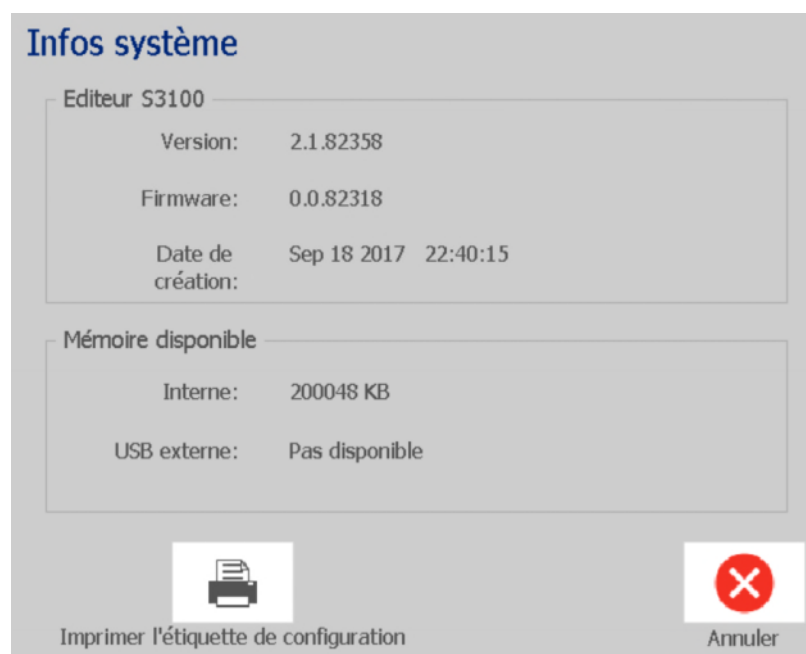 Infos système
Editeur S3100
Version: 2.1.82358
Firmware: 0.0.82318
Date de Sep 18 2017 22:40:15
création:
Mémoire disponible
Interne: 200048 KB
USB externe: Pas disponible
Imprimer l'étiquette de configuration Annuler